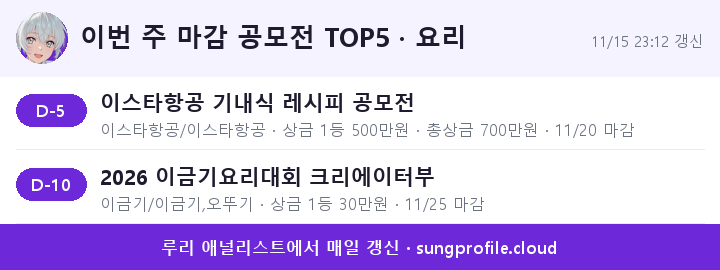 이번 주 마감 공모전 TOP5 · 요리
11/15 23:12 갱신
D-5
이스타항공 기내식 레시피 공모전
이스타항공/이스타항공 · 상금 1등 500만원 · 총상금 700만원 · 11/20 마감
D-10
2026 이금기요리대회 크리에이터부
이금기/이금기,오뚜기 · 상금 1등 30만원 · 11/25 마감
루리 애널리스트에서 매일 갱신 · sungprofile.cloud